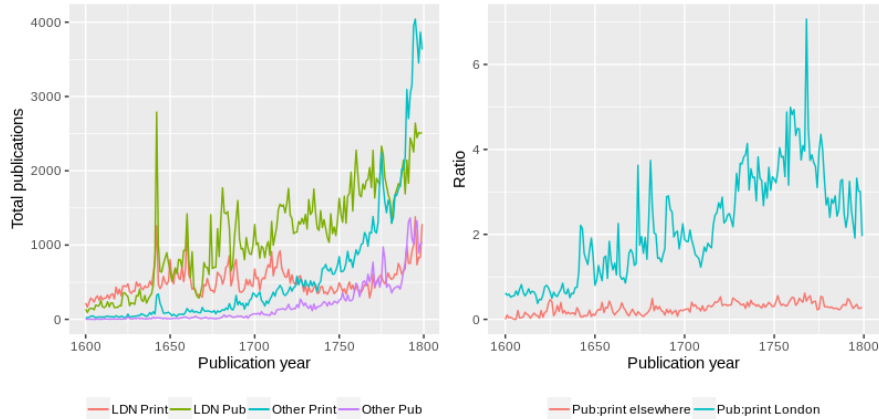 Total publications
4000
3000
2000
1000
0
1600
1650
1700
1750
1800
Publication year
LDN Print
LDN Pub
Other Print
Other Pub
Ratio
6
4
2
0
1600
1650
1700
1750
1800
Publication year
Pub:print elsewhere
Pub:print London